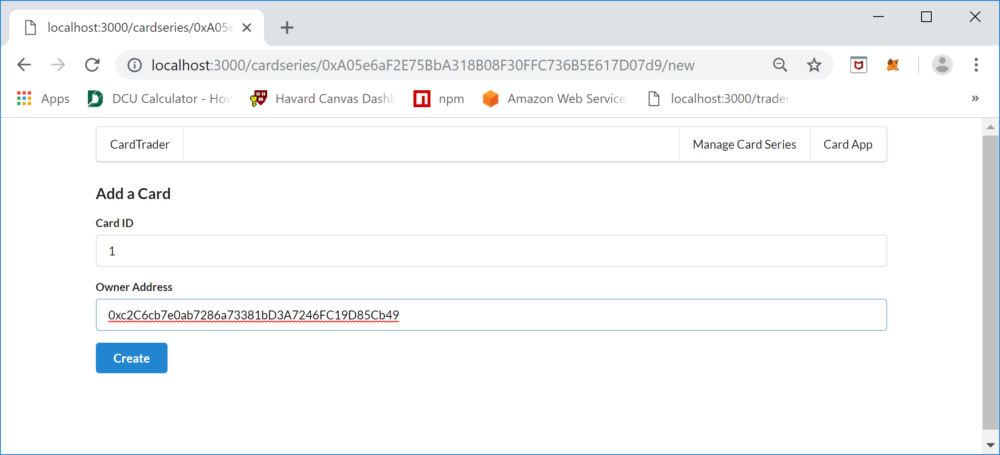 localhost:3000/cardseries/0xA05e
localhost:3000/cardseries/0xA05e6aF2E75BbA318B08F30FFC736B5E617D07d9/new
Apps DCU Calculator - How Havard Canvas Dashb npm Amazon Web Services localhost:3000/trader »
CardTrader Manage Card Series Card App
Add a Card
Card ID
1
Owner Address
0xc2C6cb7e0ab7286a73381bD3A7246FC19D85Cb49
Create